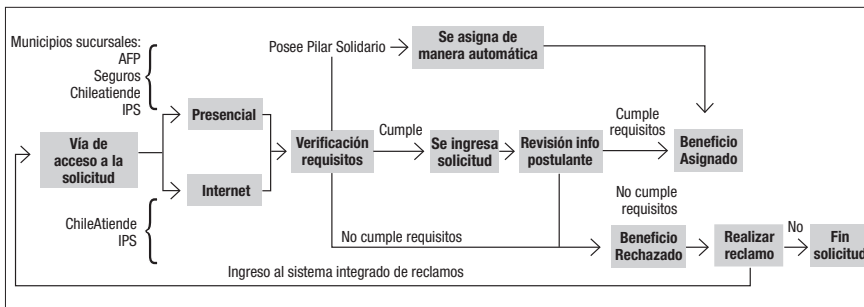 Municipios sucursales:
AFP
Seguros
Chileatiende
IPS
Posee Pilar Solidario
Se asigna de
manera automática
Presencial
Vía de
acceso a la
solicitud
Internet
Verificación
requisitos
Cumple
Se ingresa
solicitud
Revisión info
postulante
Cumple
requisitos
Beneficio
Asignado
ChileAtiende
IPS
No cumple requisitos
No cumple
requisitos
Beneficio
Rechazado
Realizar
reclamo
No
Fin
solicitud
Ingreso al sistema integrado de reclamos